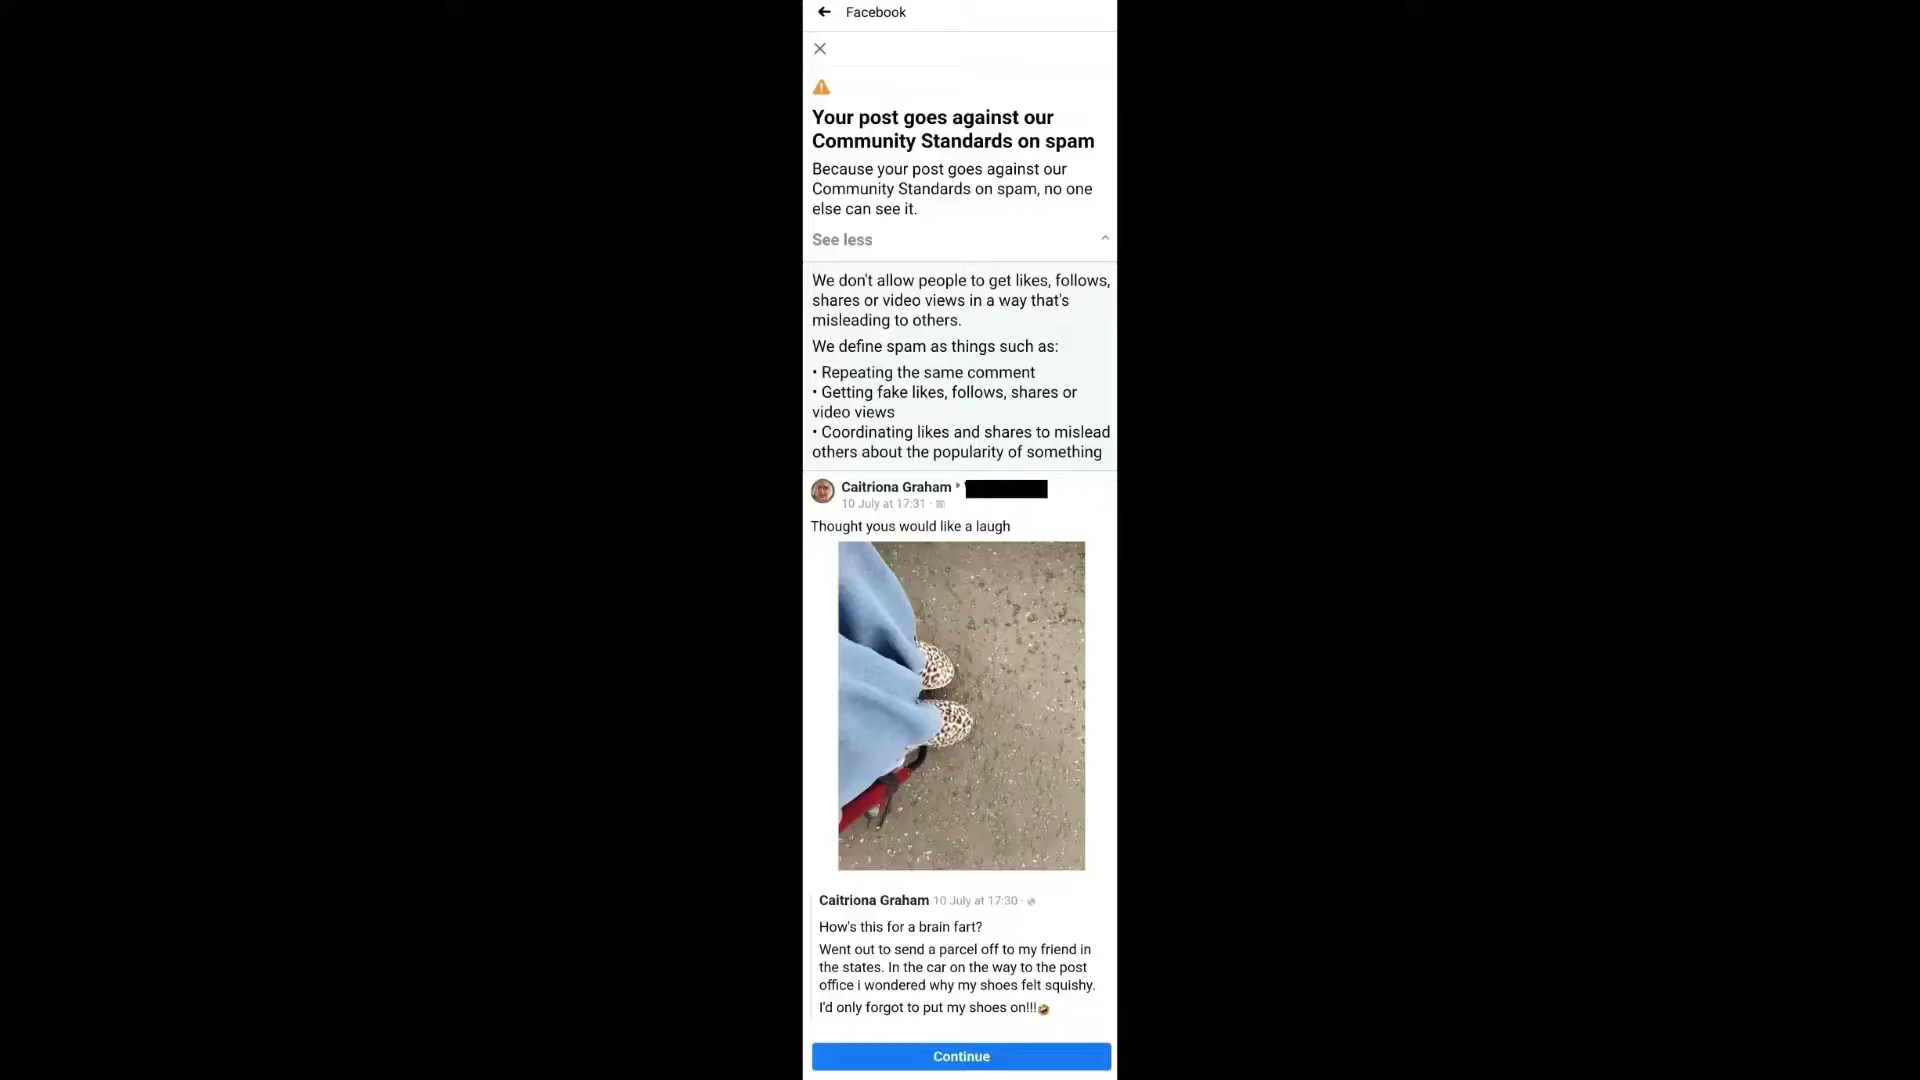 Facebook
Your post goes against our
Community Standards on spam
Because your post goes against our
Community Standards on spam, no one
else can see it.
See less
We don't allow people to get likes, follows,
shares or video views in a way that's
misleading to others.
We define spam as things such as:
• Repeating the same comment
• Getting fake likes, follows, shares or
video views
• Coordinating likes and shares to mislead
others about the popularity of something
Caitriona Graham
10 July at 17:31 ·
Thought yous would like a laugh
Caitriona Graham 10 July at 17:30 ·
How's this for a brain fart?
Went out to send a parcel off to my friend in
the states. In the car on the way to the post
office i wondered why my shoes felt squishy.
I'd only forgot to put my shoes on!!!🤣
Continue